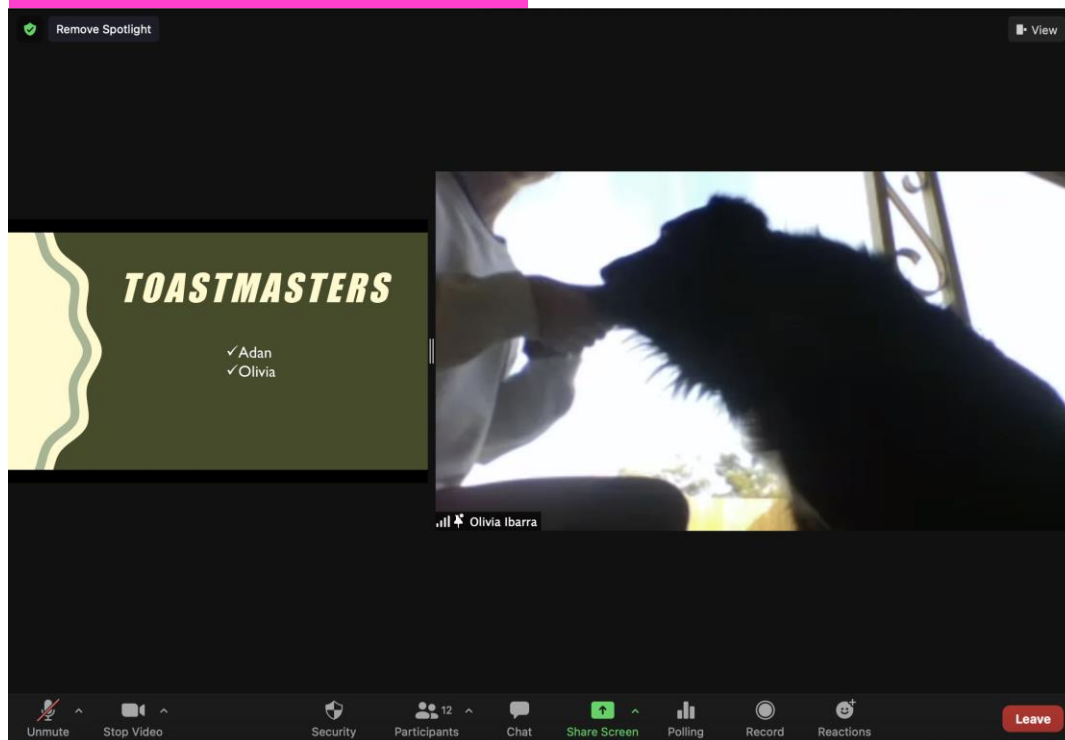 Remove Spotlight
View
TOASTMASTERS
✓Adan
✓Olivia
Olivia Ibarra
Unmute
Stop Video
Security
12
Participants
Chat
Share Screen
Polling
Record
Reactions
Leave